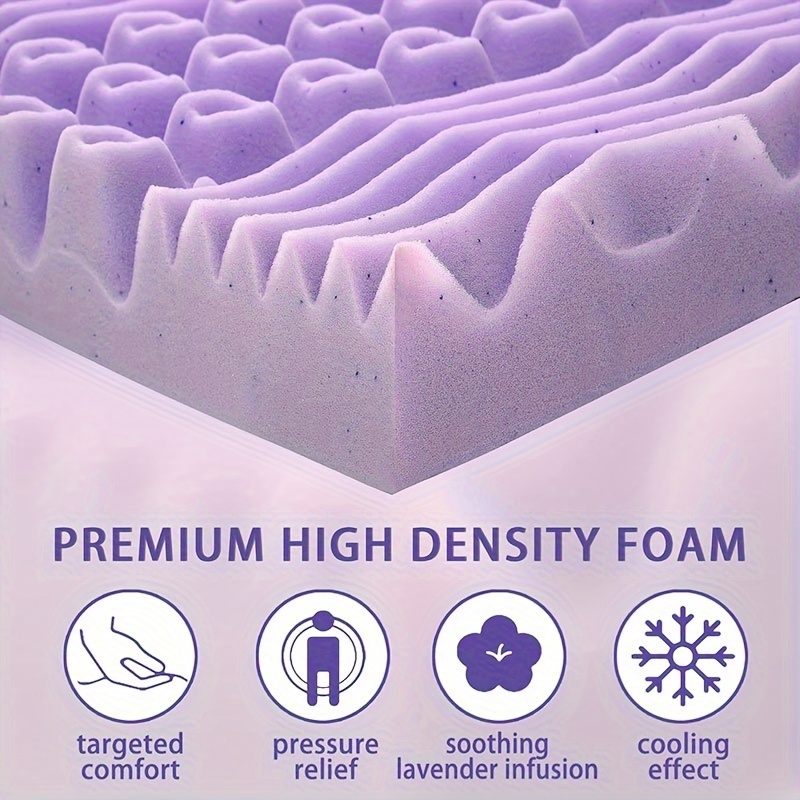 PREMIUM HIGH DENSITY FOAM
targeted
comfort
pressure
relief
soothing
lavender infusion
cooling
effect